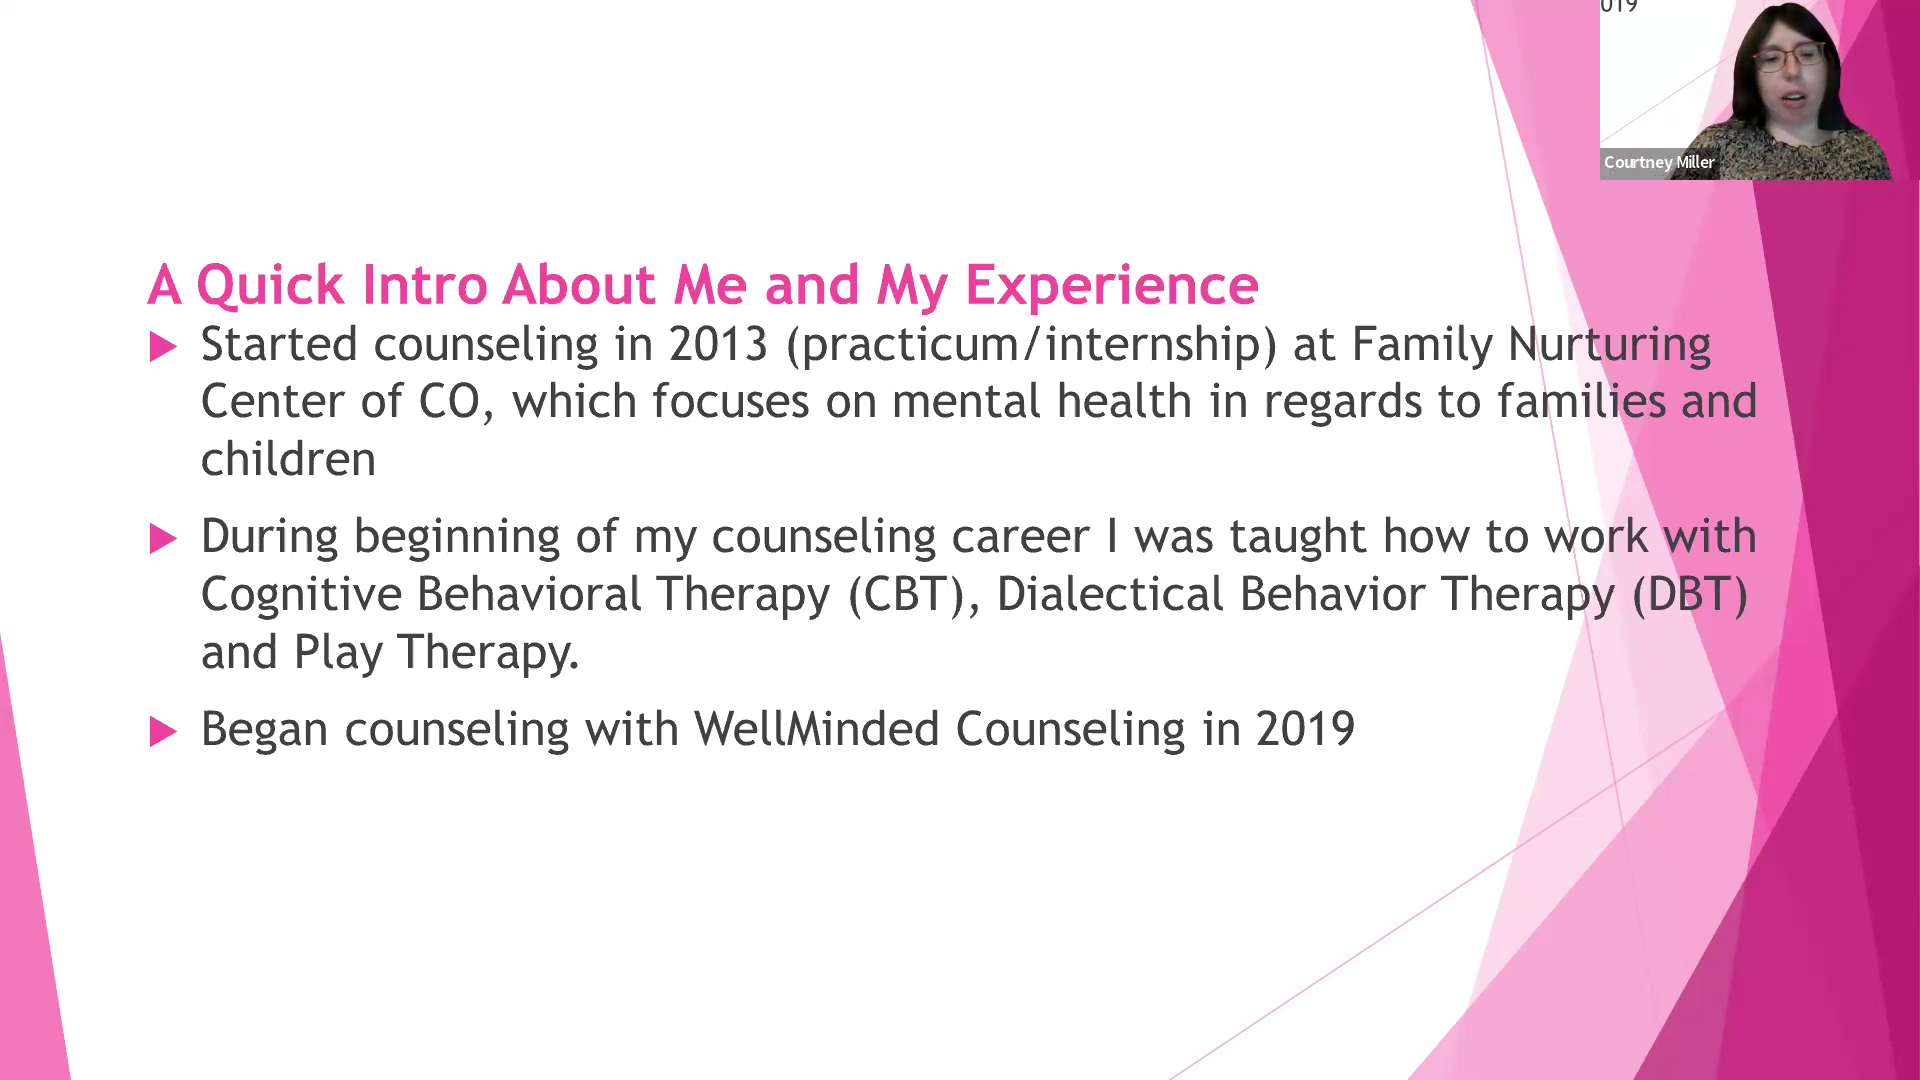 019
Courtney Miller
A Quick Intro About Me and My Experience
Started counseling in 2013 (practicum/internship) at Family Nurturing
Center of CO, which focuses on mental health in regards to families and
children
During beginning of my counseling career I was taught how to work with
Cognitive Behavioral Therapy (CBT), Dialectical Behavior Therapy (DBT)
and Play Therapy.
Began counseling with WellMinded Counseling in 2019